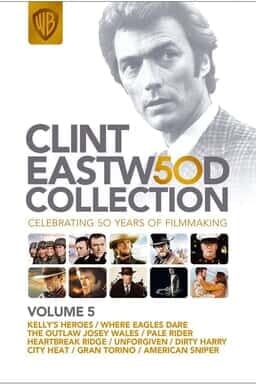 WB
CLINT
EASTW50D
COLLECTION
CELEBRATING 50 YEARS OF FILMMAKING
VOLUME 5
KELLY'S HEROES / WHERE EAGLES DARE
THE OUTLAW JOSEY WALES / PALE RIDER
HEARTBREAK RIDGE / UNFORGIVEN / DIRTY HARRY
CITY HEAT / GRAN TORINO / AMERICAN SNIPER